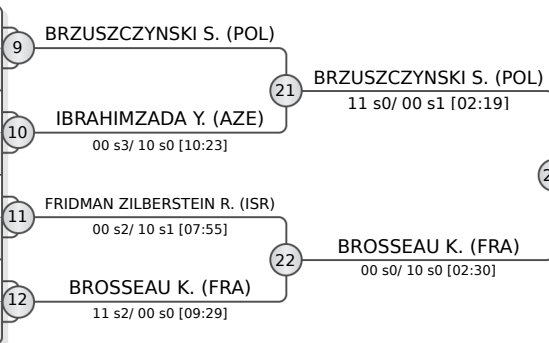 BRZUSZCZYNSKI S. (POL)
9
21
BRZUSZCZYNSKI S. (POL)
11 s0/ 00 s1 [02:19]
IBRAHIMZADA Y. (AZE)
10
00 s3/ 10 s0 [10:23]
FRIDMAN ZILBERSTEIN R. (ISR)
11
00 s2/ 10 s1 [07:55]
22
BROSSEAU K. (FRA)
00 s0/ 10 s0 [02:30]
BROSSEAU K. (FRA)
12
11 s2/ 00 s0 [09:29]